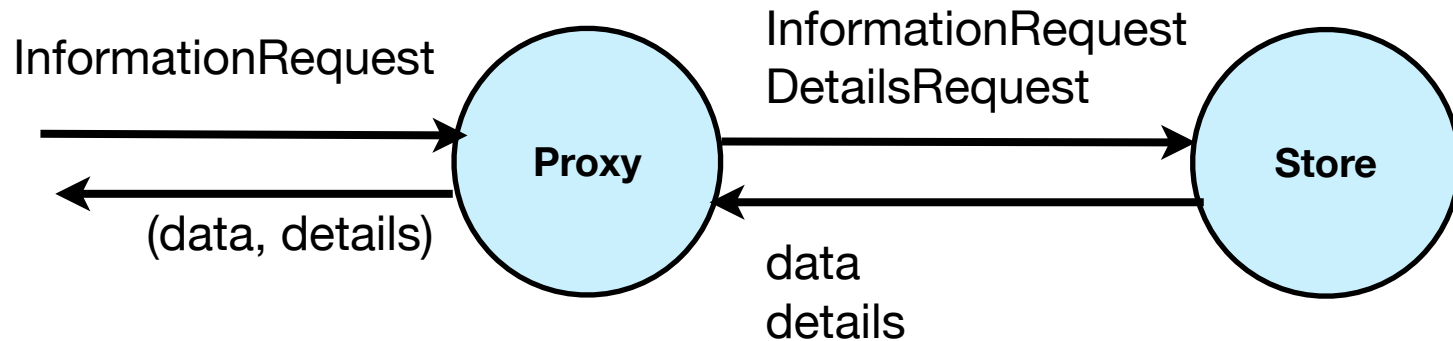 InformationRequest
(data, details)
Proxy
InformationRequest
DetailsRequest
data
details
Store